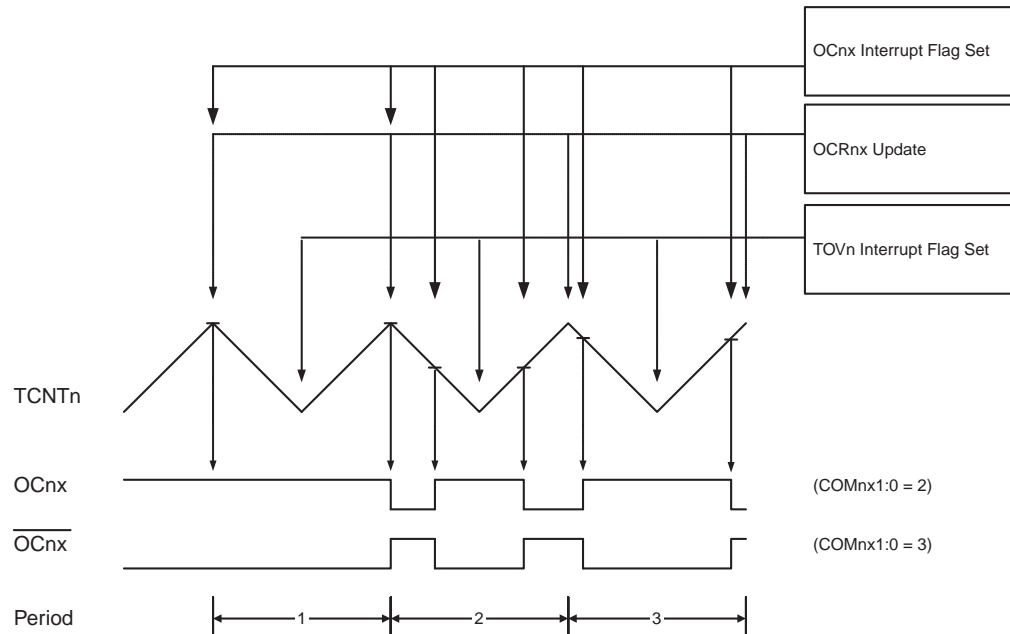 OCnx Interrupt Flag Set
OCRnx Update
TOVn Interrupt Flag Set
TCNTn
OCnx
(COMnx1:0 = 2)
OCnx
(COMnx1:0 = 3)
Period
1
2
3